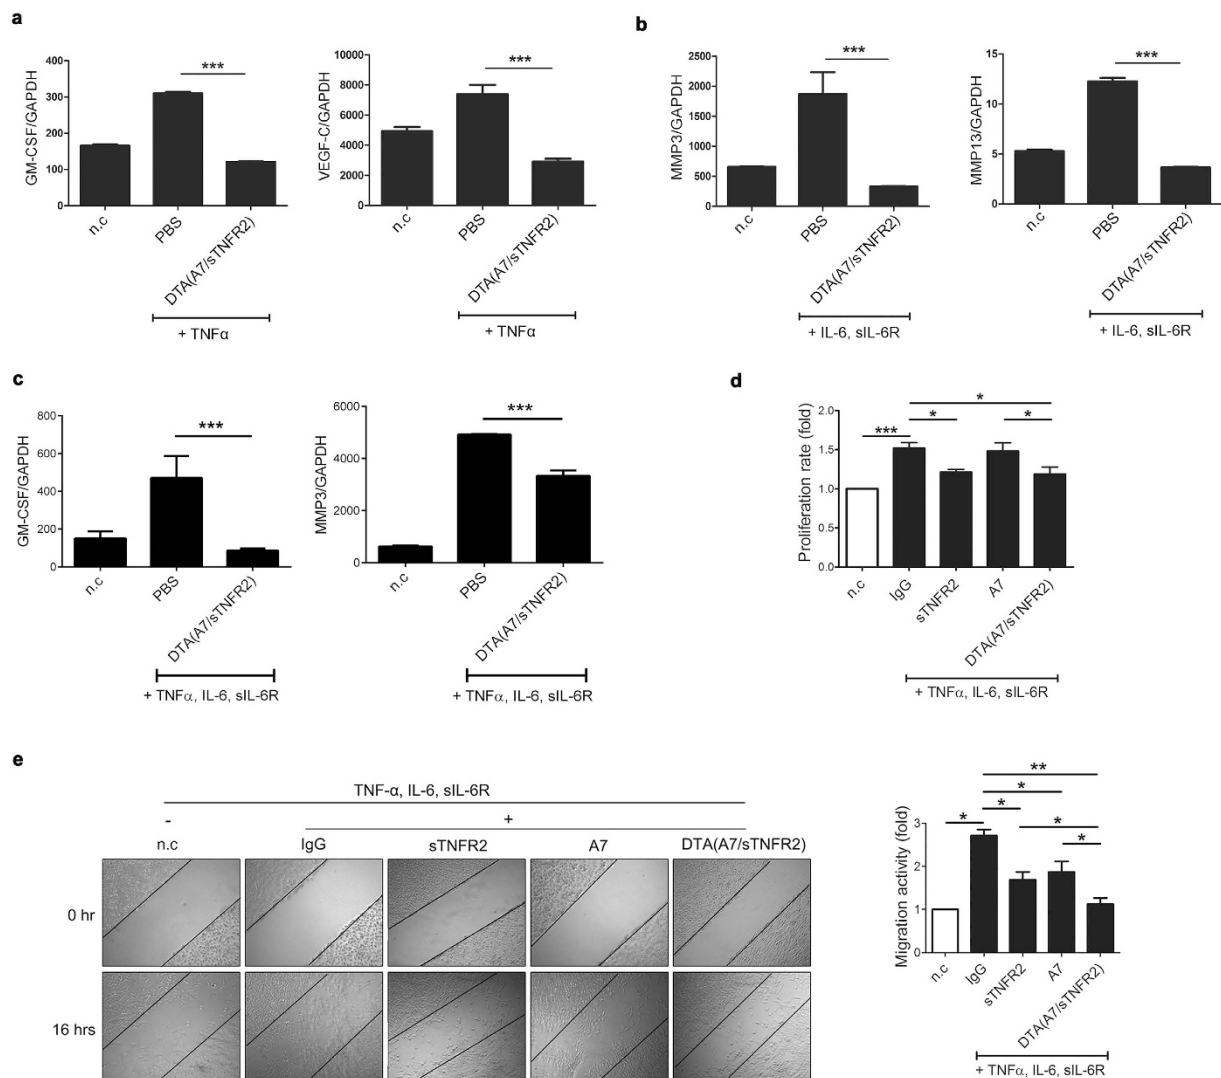 a
GM-CSF/GAPDH
400
300
200
100
0
***
n.c
PBS
DTA(A7/sTNFR2)
+ TNFα
VEGF-C/GAPDH
10000
8000
6000
4000
2000
0
***
n.c
PBS
DTA(A7/sTNFR2)
+ TNFα
b
MMP3/GAPDH
2500
2000
1500
1000
500
0
***
n.c
PBS
DTA(A7/sTNFR2)
+ IL-6, sIL-6R
MMP13/GAPDH
15
10
5
0
***
n.c
PBS
DTA(A7/sTNFR2)
+ IL-6, sIL-6R
c
GM-CSF/GAPDH
800
600
400
200
0
***
n.c
PBS
DTA(A7/sTNFR2)
+ TNFα, IL-6, sIL-6R
MMP3/GAPDH
6000
4000
2000
0
***
n.c
PBS
DTA(A7/sTNFR2)
+ TNFα, IL-6, sIL-6R
d
Proliferation rate (fold)
2.0
1.5
1.0
0.5
0.0
*
*** * *
n.c
IgG
sTNFR2
A7
DTA(A7/sTNFR2)
+ TNFα, IL-6, sIL-6R
e
TNF-α, IL-6, sIL-6R
- +
n.c IgG sTNFR2 A7 DTA(A7/sTNFR2)
0 hr
16 hrs
Migration activity (fold)
3
2
1
0
**
*
* * *
*
n.c
IgG
sTNFR2
A7
DTA(A7/sTNFR2)
+ TNFα, IL-6, sIL-6R